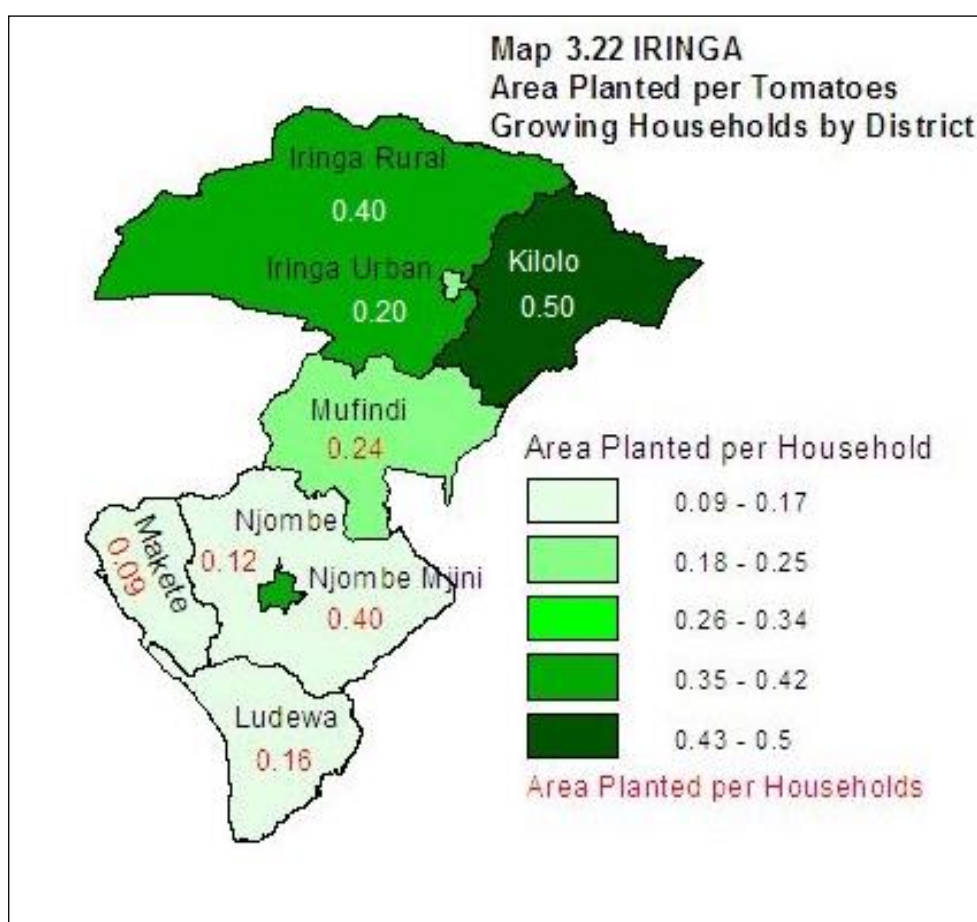 Map 3.22 IRINGA
Area Planted per Tomatoes
Growing Households by District
Iringa Rural
0.40
Iringa Urban
0.20
Kilolo
0.50
Mufindi
0.24
Njombe
0.12
Makete
0.09
Njombe Mjini
0.40
Ludewa
0.16
Area Planted per Household
0.09 - 0.17
0.18 - 0.25
0.26 - 0.34
0.35 - 0.42
0.43 - 0.5
Area Planted per Households